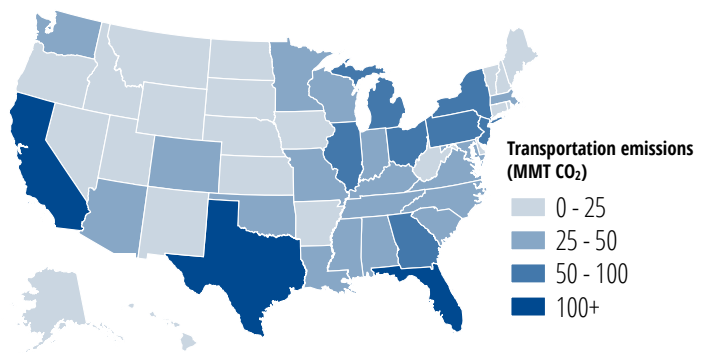 Transportation emissions
(MMT CO₂)
0 - 25
25 - 50
50 - 100
100+